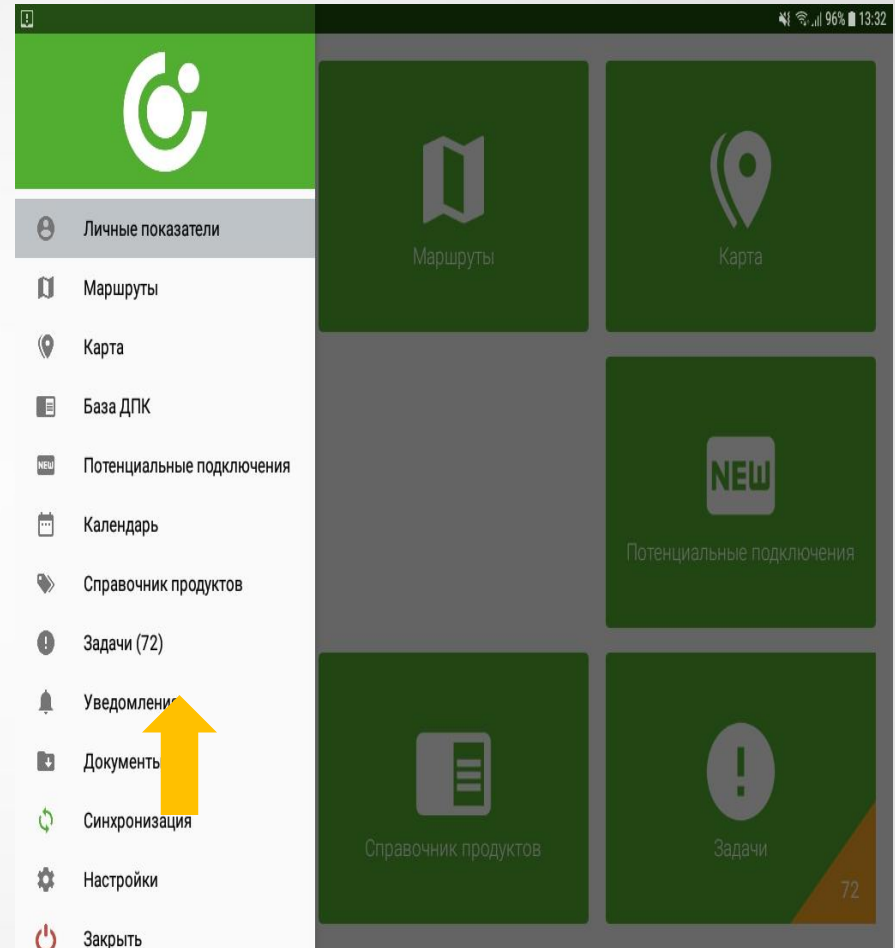 96% 13:32
Личные показатели
Маршруты
Карта
База ДПК
NEW
Потенциальные подключения
Календарь
Справочник продуктов
Задачи (72)
Уведомления
Документы
Синхронизация
Настройки
Закрыть
Маршруты
Карта
NEW
Потенциальные подключения
Справочник продуктов
Задачи
72